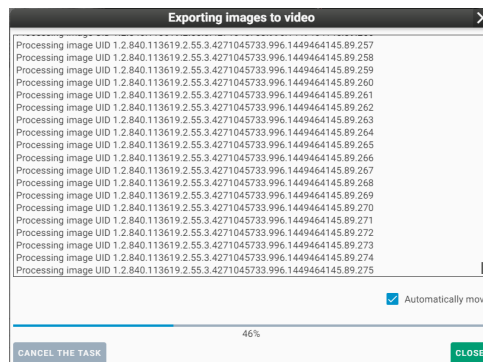 Exporting images to video
Processing image UID 1.2.840.113619.2.55.3.4271045733.996.1449464145.89.257
Processing image UID 1.2.840.113619.2.55.3.4271045733.996.1449464145.89.258
Processing image UID 1.2.840.113619.2.55.3.4271045733.996.1449464145.89.259
Processing image UID 1.2.840.113619.2.55.3.4271045733.996.1449464145.89.260
Processing image UID 1.2.840.113619.2.55.3.4271045733.996.1449464145.89.261
Processing image UID 1.2.840.113619.2.55.3.4271045733.996.1449464145.89.262
Processing image UID 1.2.840.113619.2.55.3.4271045733.996.1449464145.89.263
Processing image UID 1.2.840.113619.2.55.3.4271045733.996.1449464145.89.264
Processing image UID 1.2.840.113619.2.55.3.4271045733.996.1449464145.89.265
Processing image UID 1.2.840.113619.2.55.3.4271045733.996.1449464145.89.266
Processing image UID 1.2.840.113619.2.55.3.4271045733.996.1449464145.89.267
Processing image UID 1.2.840.113619.2.55.3.4271045733.996.1449464145.89.268
Processing image UID 1.2.840.113619.2.55.3.4271045733.996.1449464145.89.269
Processing image UID 1.2.840.113619.2.55.3.4271045733.996.1449464145.89.270
Processing image UID 1.2.840.113619.2.55.3.4271045733.996.1449464145.89.271
Processing image UID 1.2.840.113619.2.55.3.4271045733.996.1449464145.89.272
Processing image UID 1.2.840.113619.2.55.3.4271045733.996.1449464145.89.273
Processing image UID 1.2.840.113619.2.55.3.4271045733.996.1449464145.89.274
Processing image UID 1.2.840.113619.2.55.3.4271045733.996.1449464145.89.275
Automatically mov
46%
CANCEL THE TASK
CLOSE